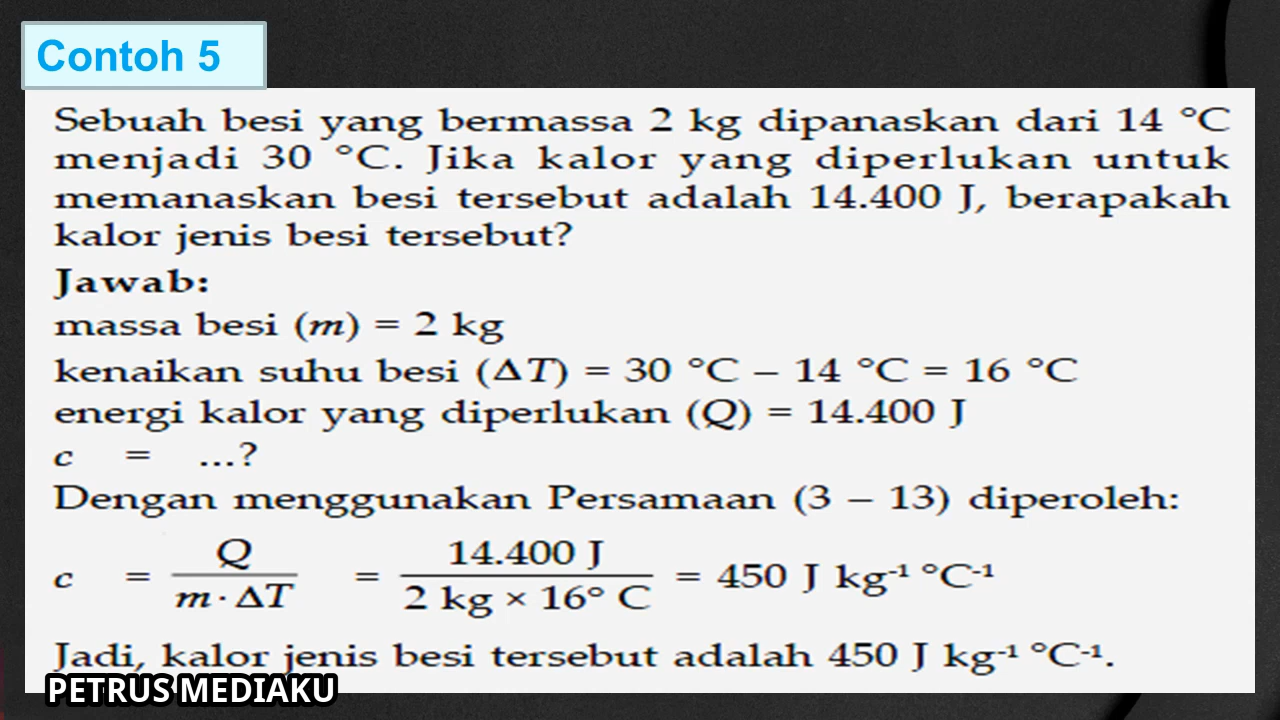 Contoh 5
Sebuah besi yang bermassa 2 kg dipanaskan dari 14 °C
menjadi 30 °C. Jika kalor yang diperlukan untuk
memanaskan besi tersebut adalah 14.400 J, berapakah
kalor jenis besi tersebut?
Jawab:
massa besi (m) = 2 kg
kenaikan suhu besi (ΔT) = 30 °C – 14 °C = 16 °C
energi kalor yang diperlukan (Q) = 14.400 J
c = ...?
Dengan menggunakan Persamaan (3 – 13) diperoleh:
c = Q / m · ΔT = 14.400 J / 2 kg × 16° C = 450 J kg⁻¹ °C⁻¹
Jadi, kalor jenis besi tersebut adalah 450 J kg⁻¹ °C⁻¹.
PETRUS MEDIAKU